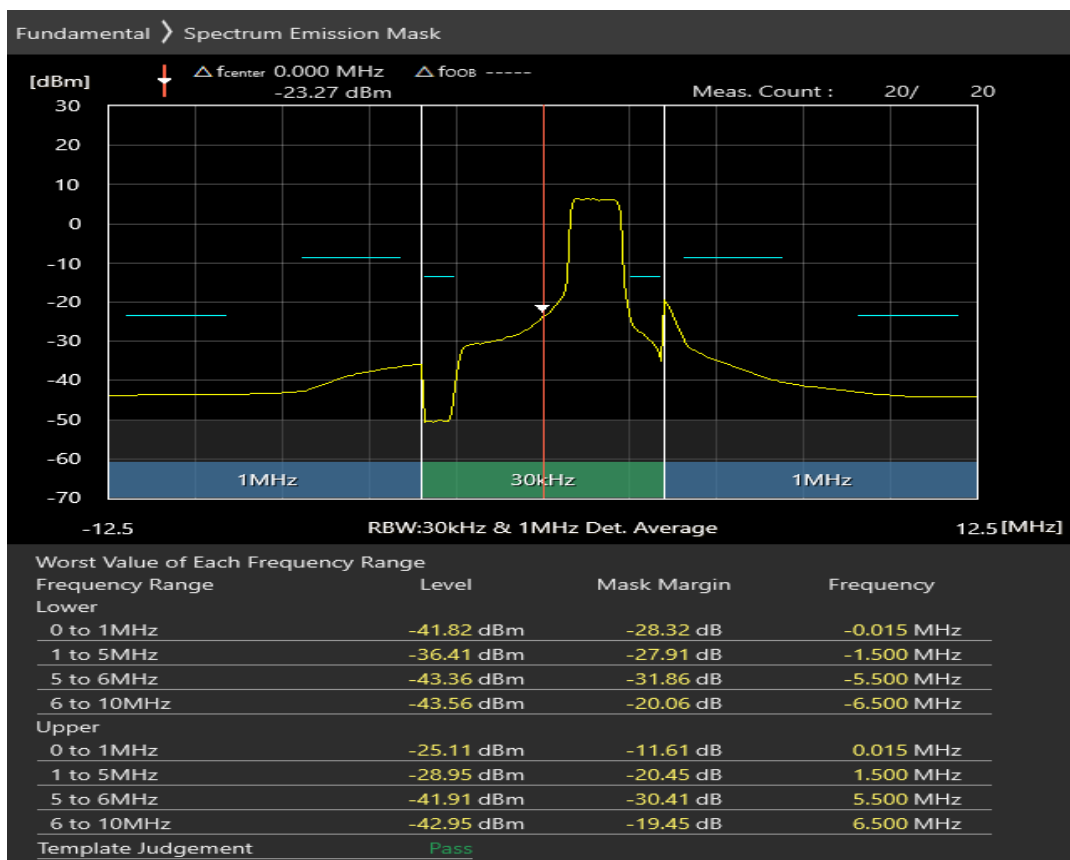 Fundamental 〉 Spectrum Emission Mask
[dBm] △ fcenter 0.000 MHz △ fOOB -----
-23.27 dBm Meas. Count : 20/ 20
30
20
10
0
-10
-20
-30
-40
-50
-60
-70
1MHz 30kHz 1MHz
-12.5 RBW:30kHz & 1MHz Det. Average 12.5 [MHz]
Worst Value of Each Frequency Range
Frequency Range Level Mask Margin Frequency
Lower
0 to 1MHz -41.82 dBm -28.32 dB -0.015 MHz
1 to 5MHz -36.41 dBm -27.91 dB -1.500 MHz
5 to 6MHz -43.36 dBm -31.86 dB -5.500 MHz
6 to 10MHz -43.56 dBm -20.06 dB -6.500 MHz
Upper
0 to 1MHz -25.11 dBm -11.61 dB 0.015 MHz
1 to 5MHz -28.95 dBm -20.45 dB 1.500 MHz
5 to 6MHz -41.91 dBm -30.41 dB 5.500 MHz
6 to 10MHz -42.95 dBm -19.45 dB 6.500 MHz
Template Judgement Pass